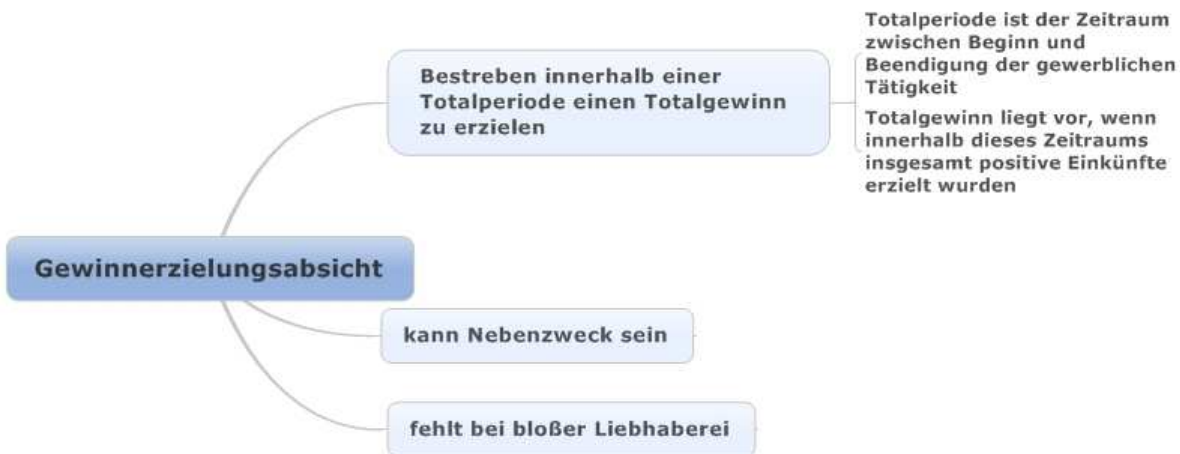 Gewinnerzielungsabsicht
Bestreben innerhalb einer
Totalperiode einen Totalgewinn
zu erzielen
Totalperiode ist der Zeitraum
zwischen Beginn und
Beendigung der gewerblichen
Tätigkeit
Totalgewinn liegt vor, wenn
innerhalb dieses Zeitraums
insgesamt positive Einkünfte
erzielt wurden
kann Nebenzweck sein
fehlt bei bloßer Liebhaberei